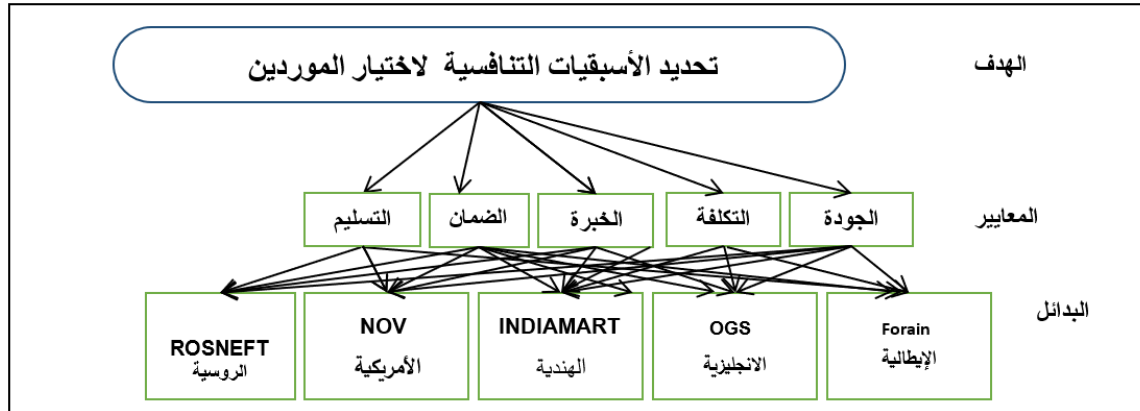 الهدف
تحديد الأسبقيات التنافسية لاختيار الموردين
المعايير
الجودة
التكلفة
الخبرة
الضمان
التسليم
البدائل
Forain
الإيطالية
OGS
الانجليزية
INDIAMART
الهندية
NOV
الأمريكية
ROSNEFT
الروسية